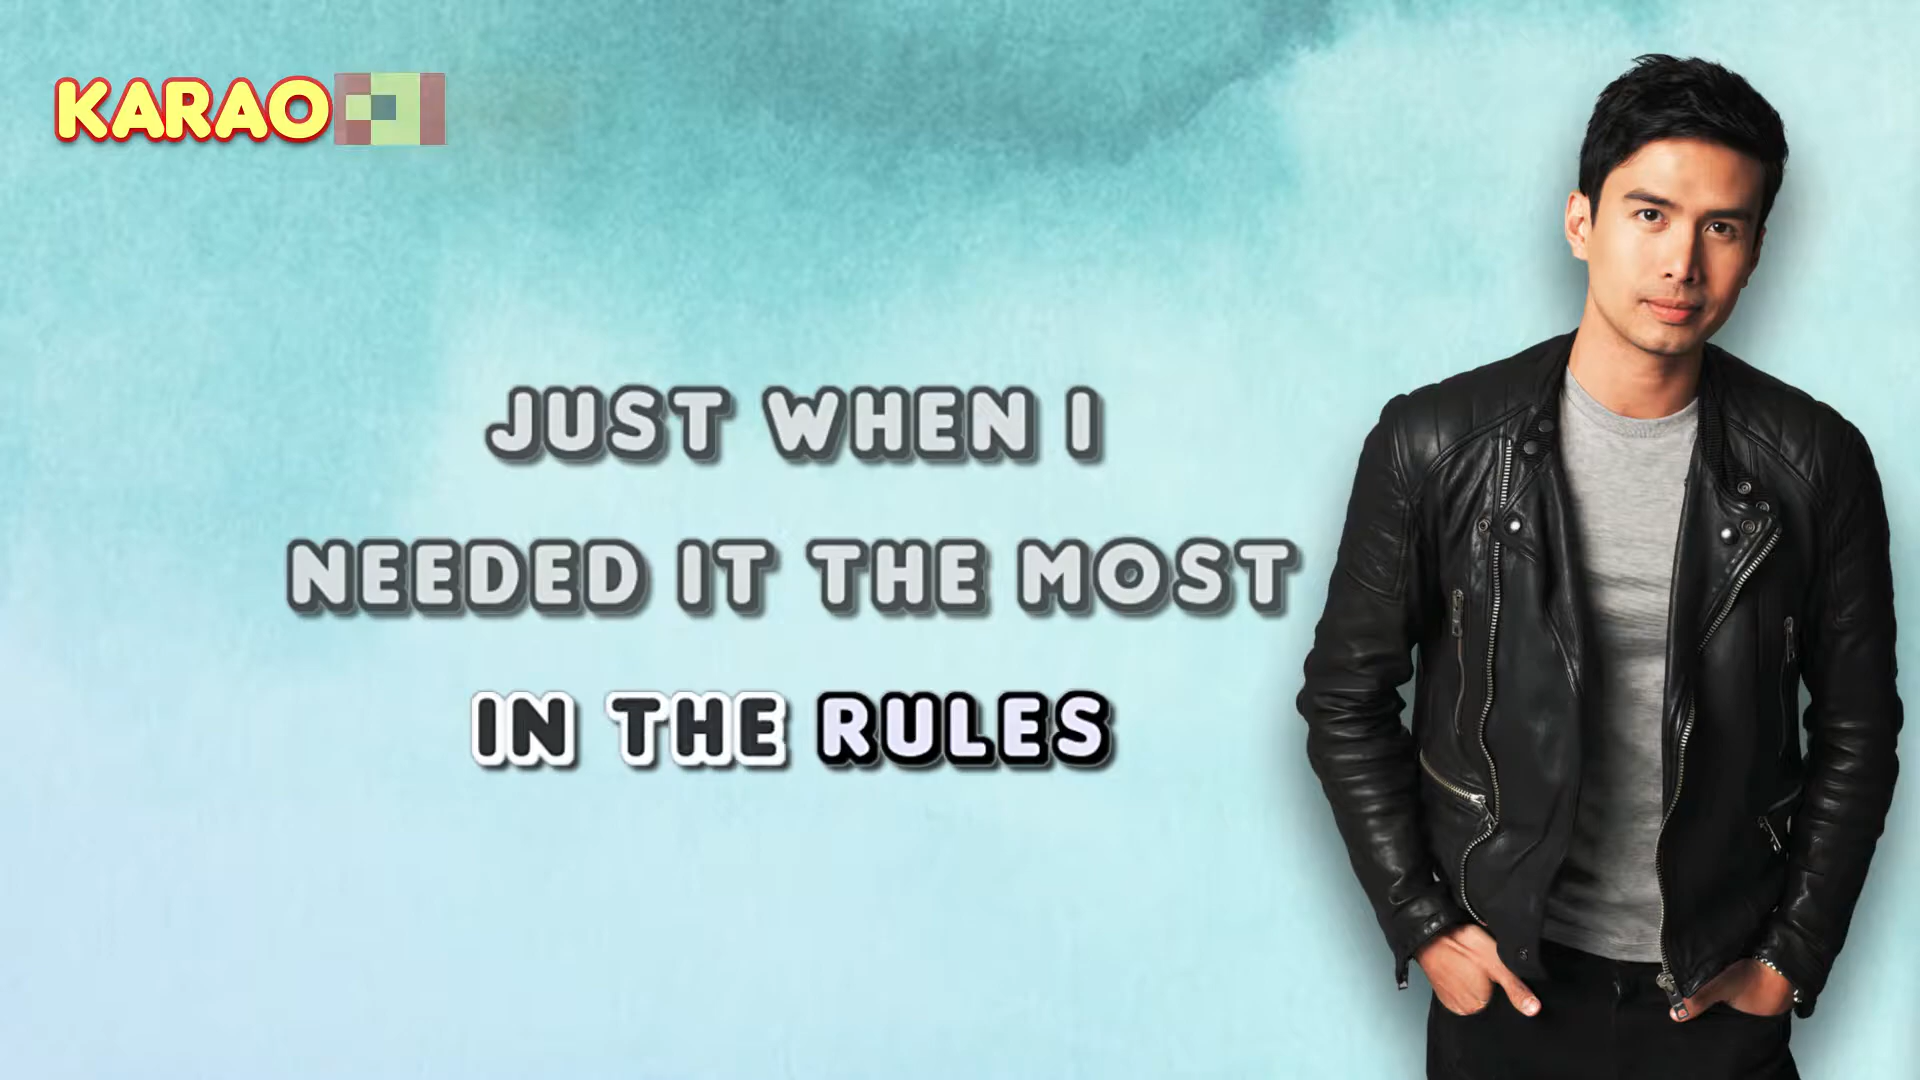 KARAO
JUST WHEN I
NEEDED IT THE MOST
IN THE RULES